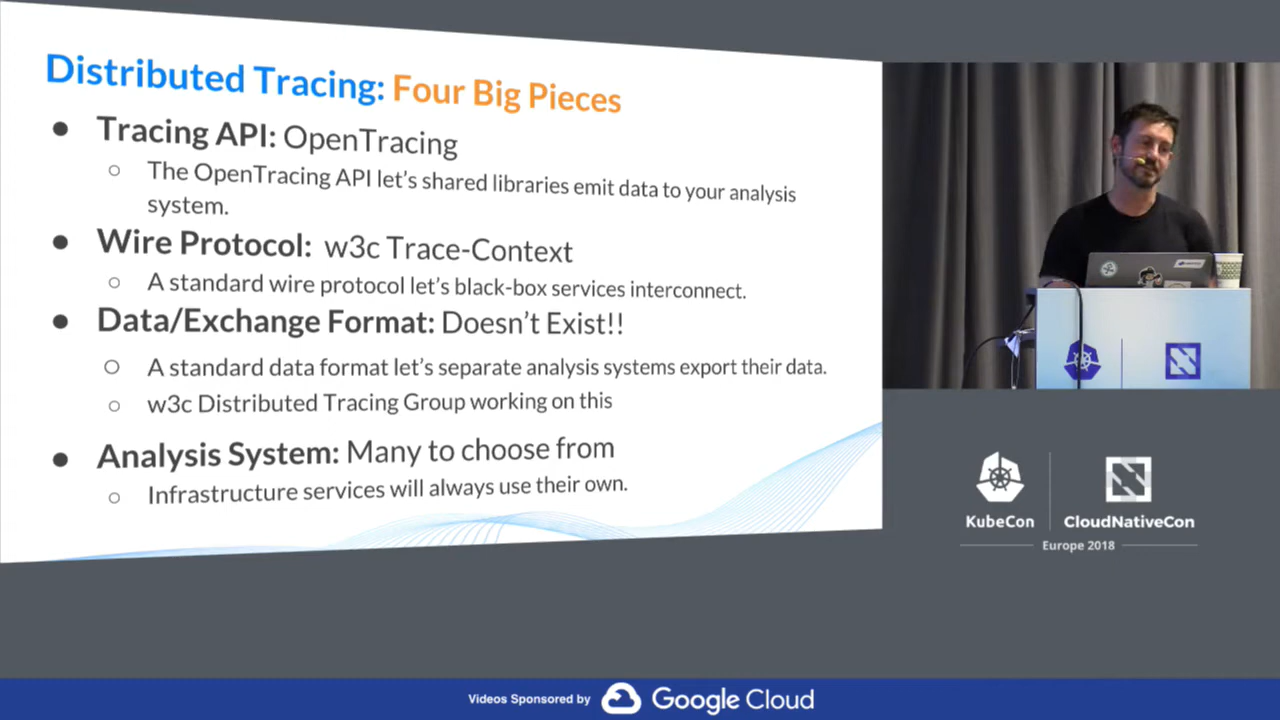 Distributed Tracing: Four Big Pieces
● Tracing API: OpenTracing
○ The OpenTracing API let's shared libraries emit data to your analysis
system.
● Wire Protocol: w3c Trace-Context
○ A standard wire protocol let's black-box services interconnect.
● Data/Exchange Format: Doesn't Exist!!
○ A standard data format let's separate analysis systems export their data.
○ w3c Distributed Tracing Group working on this
● Analysis System: Many to choose from
○ Infrastructure services will always use their own.
KubeCon
CloudNativeCon
Europe 2018
Videos Sponsored by Google Cloud